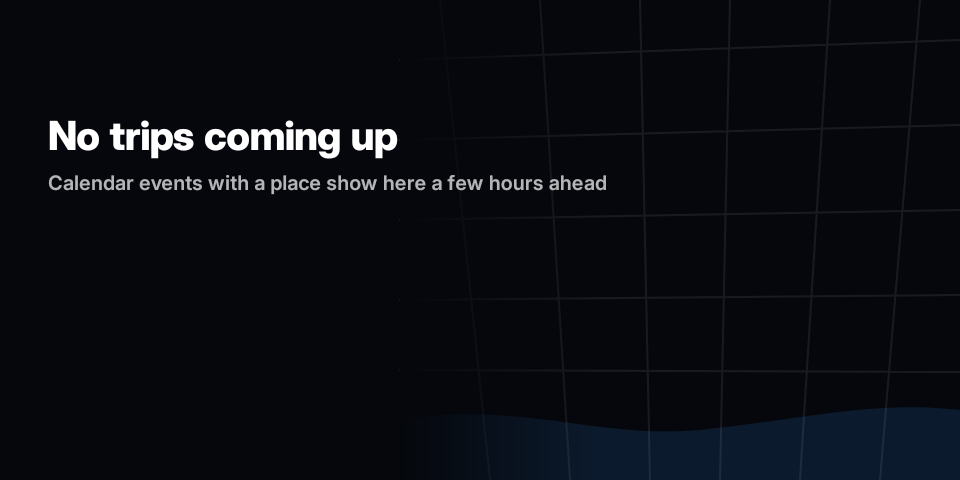 No trips coming up
Calendar events with a place show here a few hours ahead